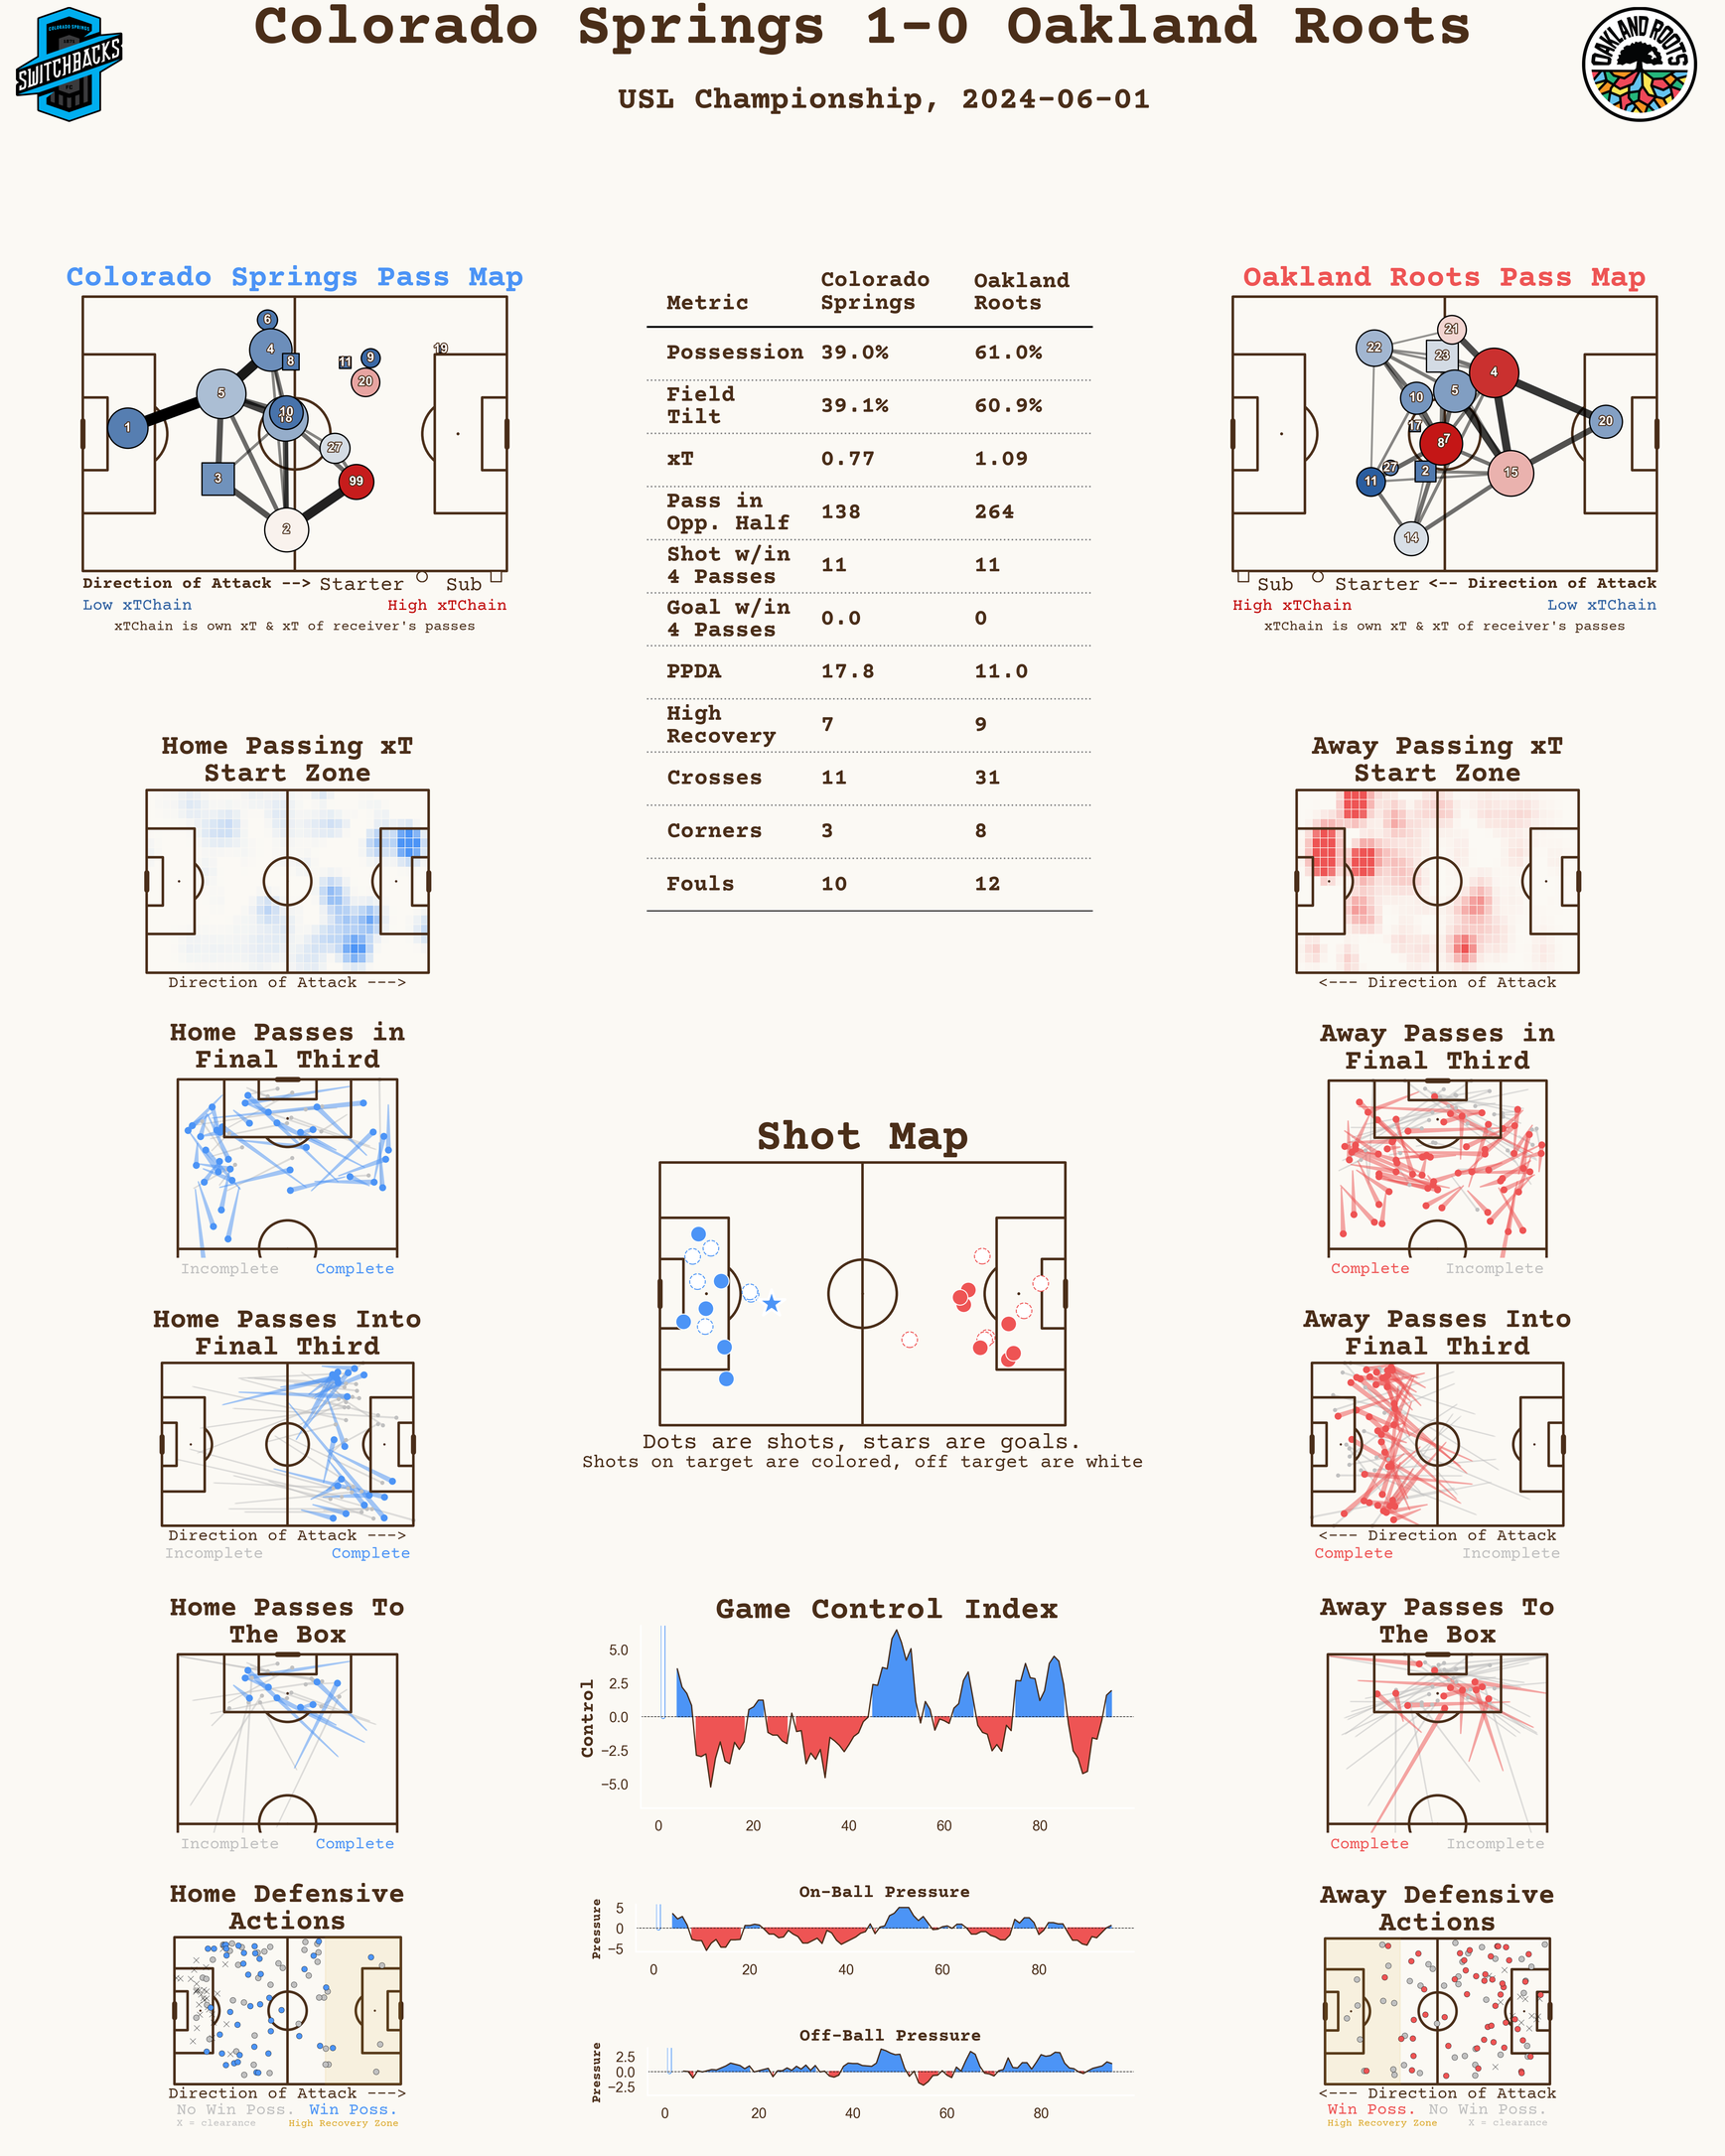 Colorado Springs 1-0 Oakland Roots
USL Championship, 2024-06-01
COLORADO SPRINGS
SWITCHBACKS
FC
OAKLAND ROOTS
Colorado Springs Pass Map
6
4
8
11
9
19
20
5
10
1
27
3
99
2
Direction of Attack --> Starter Sub
Low xTChain High xTChain
xTChain is own xT & xT of receiver's passes
Metric Colorado Springs Oakland Roots
Possession 39.0% 61.0%
Field Tilt 39.1% 60.9%
xT 0.77 1.09
Pass in Opp. Half 138 264
Shot w/in 4 Passes 11 11
Goal w/in 4 Passes 0.0 0
PPDA 17.8 11.0
High Recovery 7 9
Crosses 11 31
Corners 3 8
Fouls 10 12
Oakland Roots Pass Map
21
22
23
4
5
10
20
17
8
7
27
2
11
15
14
Sub Starter <-- Direction of Attack
High xTChain Low xTChain
xTChain is own xT & xT of receiver's passes
Home Passing xT
Start Zone
Direction of Attack --->
Away Passing xT
Start Zone
<--- Direction of Attack
Home Passes in
Final Third
Incomplete Complete
Away Passes in
Final Third
Complete Incomplete
Shot Map
Dots are shots, stars are goals.
Shots on target are colored, off target are white
Home Passes Into
Final Third
Direction of Attack --->
Incomplete Complete
Away Passes Into
Final Third
<--- Direction of Attack
Complete Incomplete
Home Passes To
The Box
Incomplete Complete
Game Control Index
Control
5.0
2.5
0.0
−2.5
−5.0
0 20 40 60 80
Away Passes To
The Box
Complete Incomplete
Home Defensive
Actions
Direction of Attack --->
No Win Poss. Win Poss.
X = clearance High Recovery Zone
On-Ball Pressure
Pressure
5
0
−5
0 20 40 60 80
Off-Ball Pressure
Pressure
2.5
0.0
−2.5
0 20 40 60 80
Away Defensive
Actions
<--- Direction of Attack
Win Poss. No Win Poss.
High Recovery Zone X = clearance